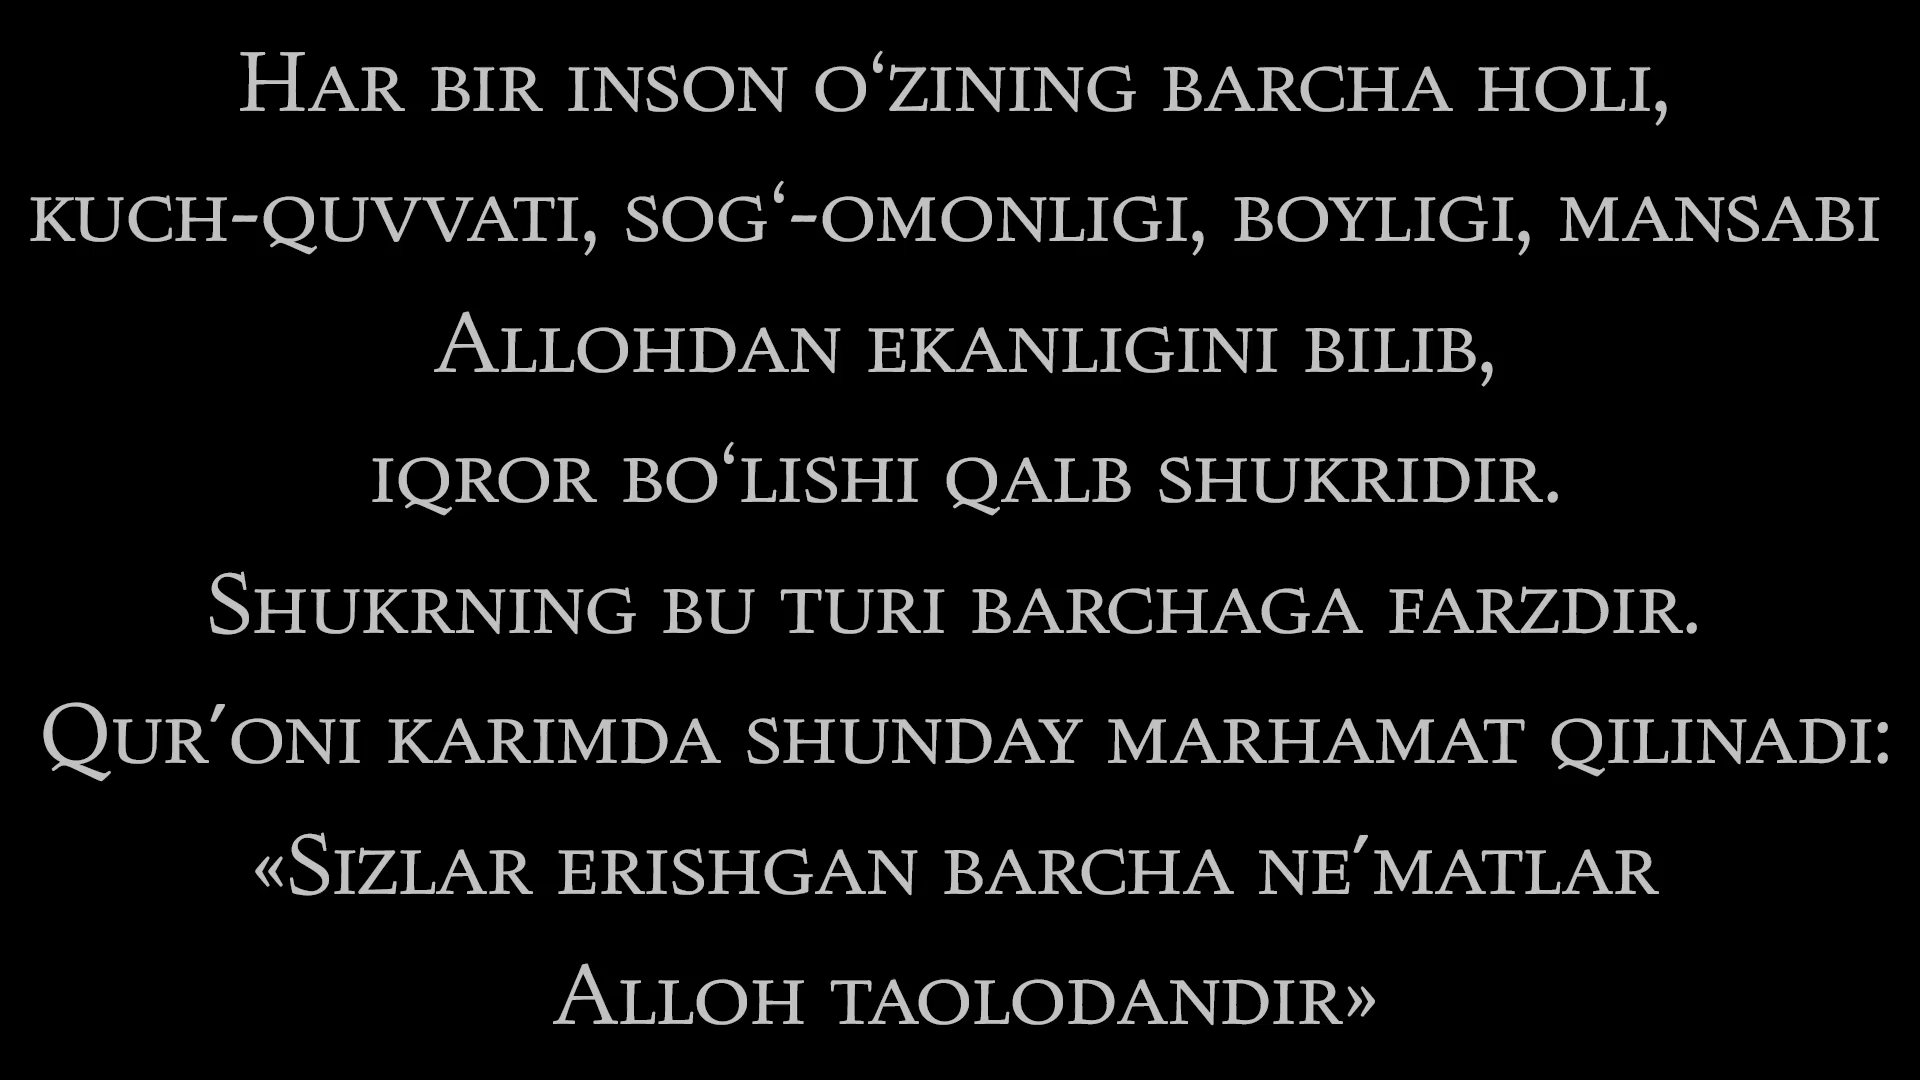 Har bir inson o‘zining barcha holi,
kuch-quvvati, sog‘-omonligi, boyligi, mansabi
Allohdan ekanligini bilib,
iqror bo‘lishi qalb shukridir.
Shukrning bu turi barchaga farzdir.
Qur′oni karimda shunday marhamat qilinadi:
«Sizlar erishgan barcha ne′matlar
Alloh taolodandir»